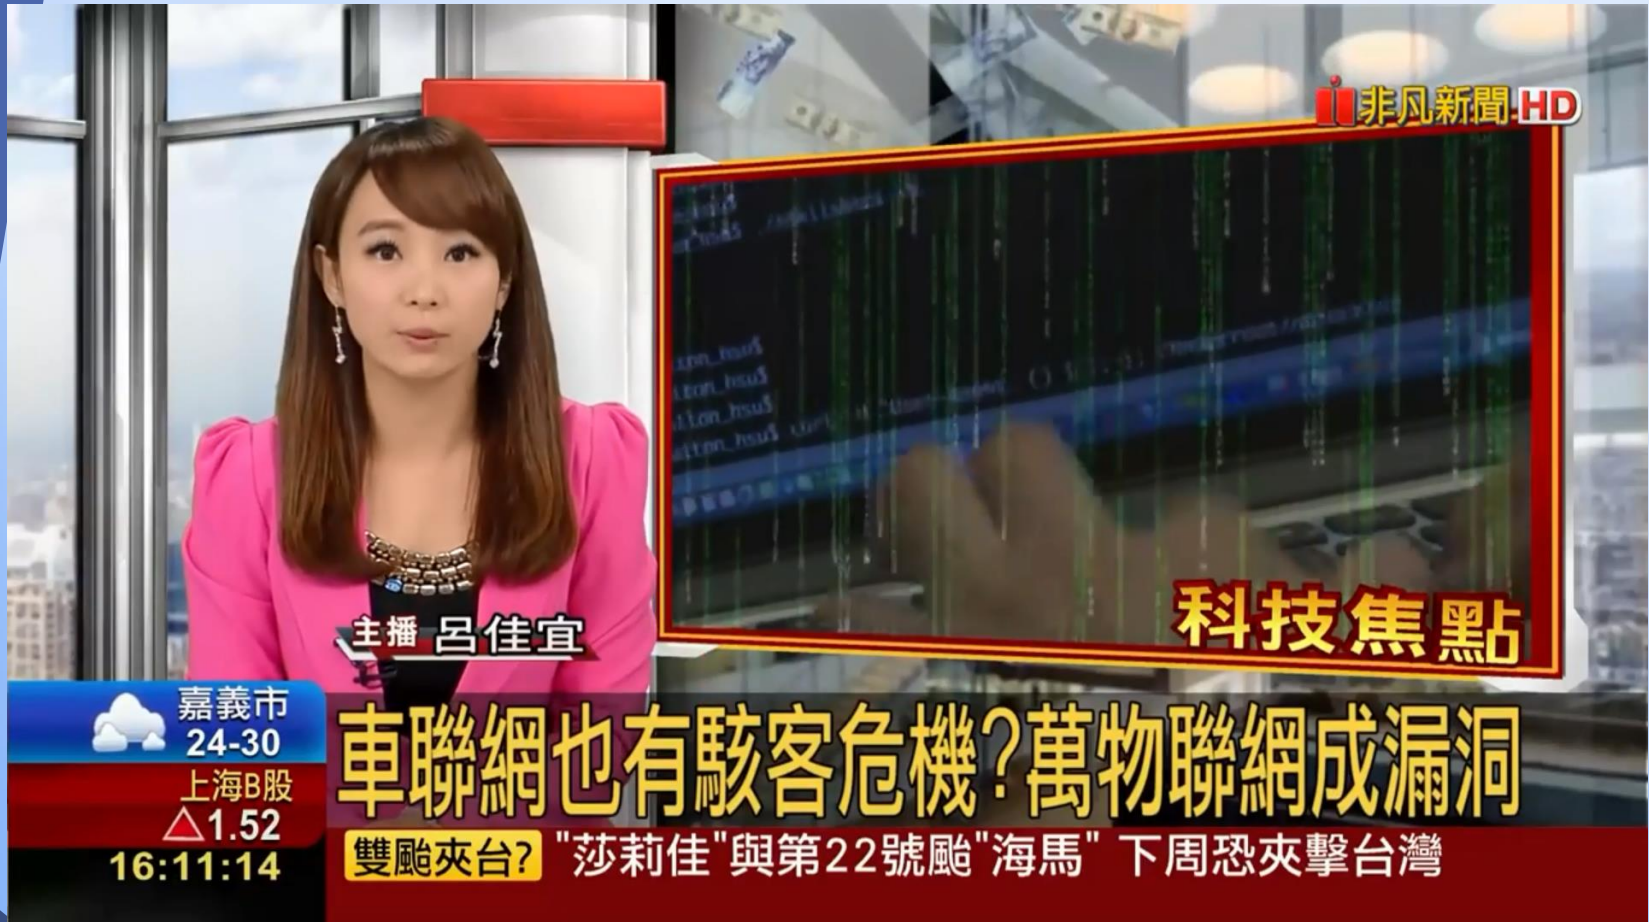 非凡新聞 HD
科技焦點
主播 呂佳宜
嘉義市
24-30
上海B股
△1.52
16:11:14
車聯網也有駭客危機?萬物聯網成漏洞
雙颱夾台?
"莎莉佳"與第22號颱"海馬" 下周恐夾擊台灣